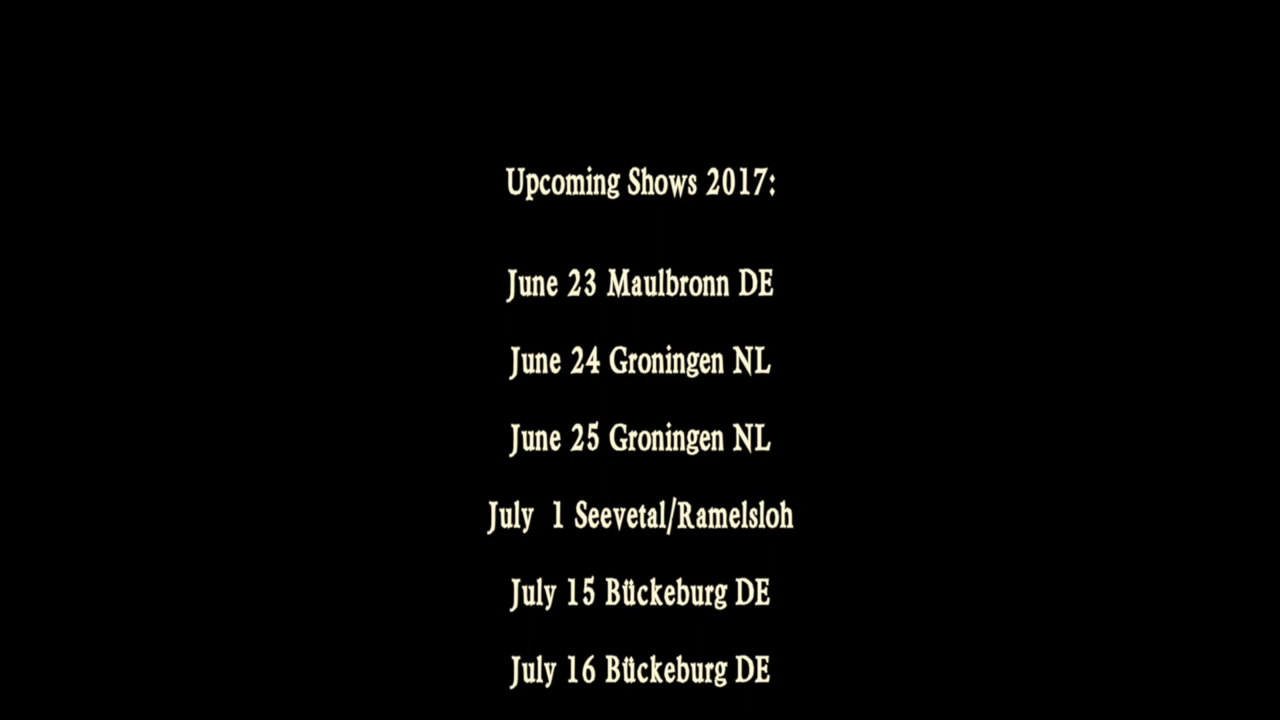 Upcoming Shows 2017:
June 23 Maulbronn DE
June 24 Groningen NL
June 25 Groningen NL
July  1 Seevetal/Ramelsloh
July 15 Bückeburg DE
July 16 Bückeburg DE